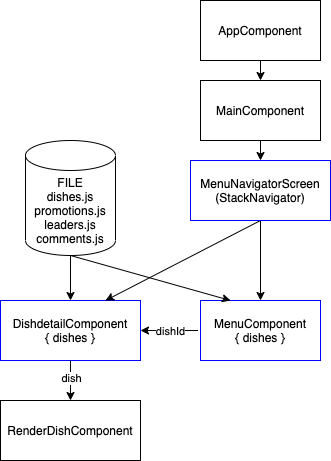 AppComponent
MainComponent
FILE
dishes.js
promotions.js
leaders.js
comments.js
MenuNavigatorScreen
(StackNavigator)
DishdetailComponent
{ dishes }
dishId
MenuComponent
{ dishes }
dish
RenderDishComponent